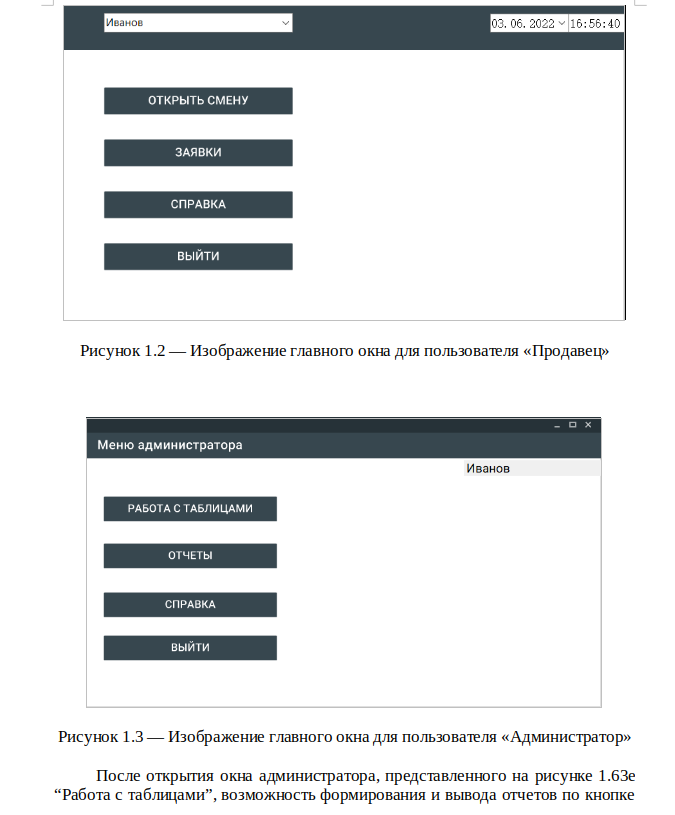 Иванов
03.06.2022 16:56:40
ОТКРЫТЬ СМЕНУ
ЗАЯВКИ
СПРАВКА
ВЫЙТИ
Рисунок 1.2 — Изображение главного окна для пользователя «Продавец»
Меню администратора
Иванов
РАБОТА С ТАБЛИЦАМИ
ОТЧЕТЫ
СПРАВКА
ВЫЙТИ
Рисунок 1.3 — Изображение главного окна для пользователя «Администратор»
После открытия окна администратора, представленного на рисунке 1.63е
“Работа с таблицами”, возможность формирования и вывода отчетов по кнопке